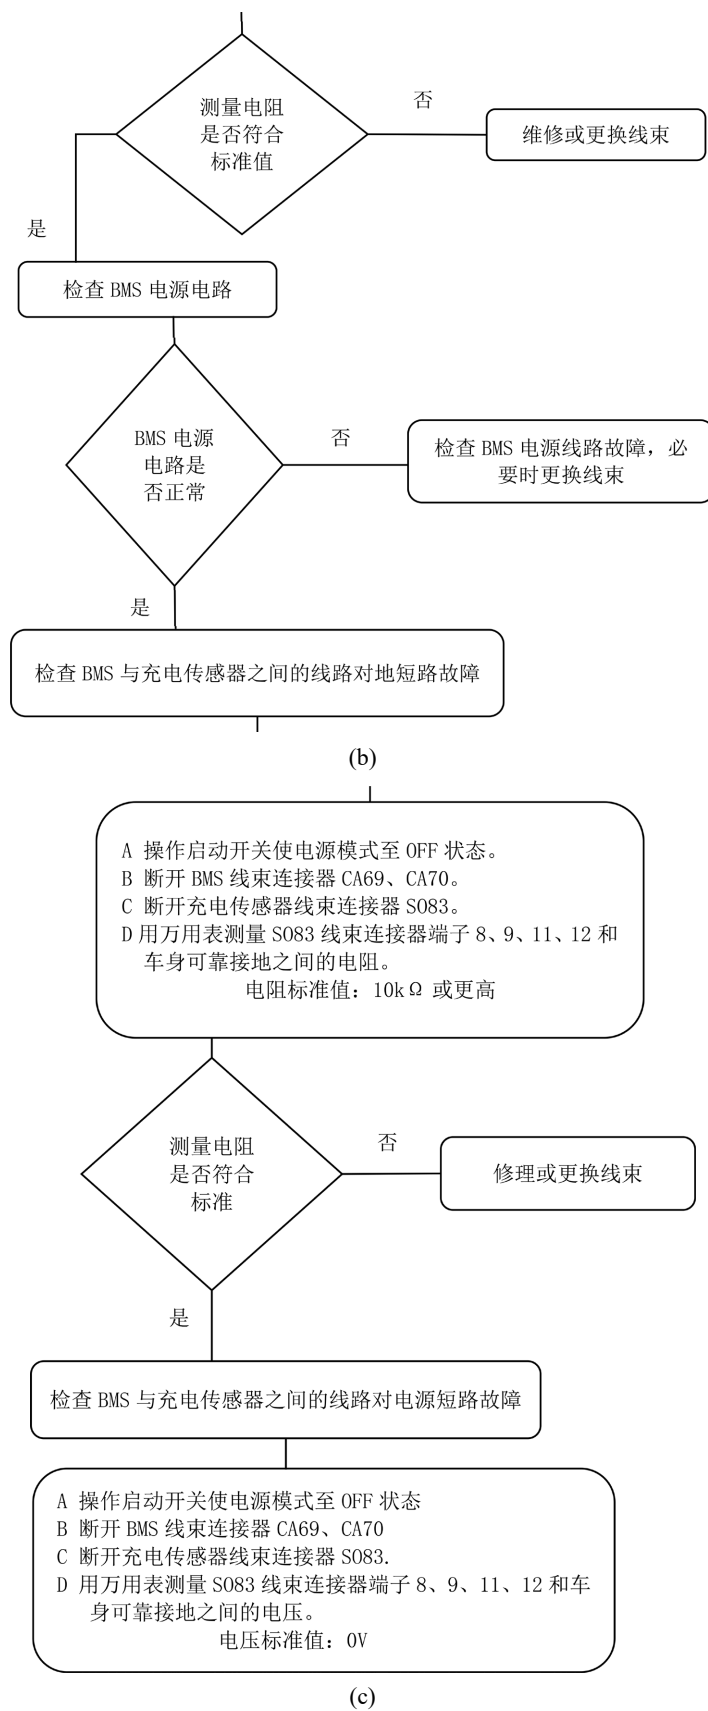 测量电阻
是否符合
标准值
否
维修或更换线束
是
检查 BMS 电源电路
BMS 电源
电路是
否正常
否
检查 BMS 电源线路故障，必
要时更换线束
是
检查 BMS 与充电传感器之间的线路对地短路故障
(b)
A 操作启动开关使电源模式至 OFF 状态。
B 断开 BMS 线束连接器 CA69、CA70。
C 断开充电传感器线束连接器 SO83。
D 用万用表测量 SO83 线束连接器端子 8、9、11、12 和
车身可靠接地之间的电阻。
电阻标准值：10kΩ 或更高
测量电阻
是否符合
标准
否
修理或更换线束
是
检查 BMS 与充电传感器之间的线路对电源短路故障
A 操作启动开关使电源模式至 OFF 状态
B 断开 BMS 线束连接器 CA69、CA70
C 断开充电传感器线束连接器 SO83.
D 用万用表测量 SO83 线束连接器端子 8、9、11、12 和车
身可靠接地之间的电压。
电压标准值：0V
(c)